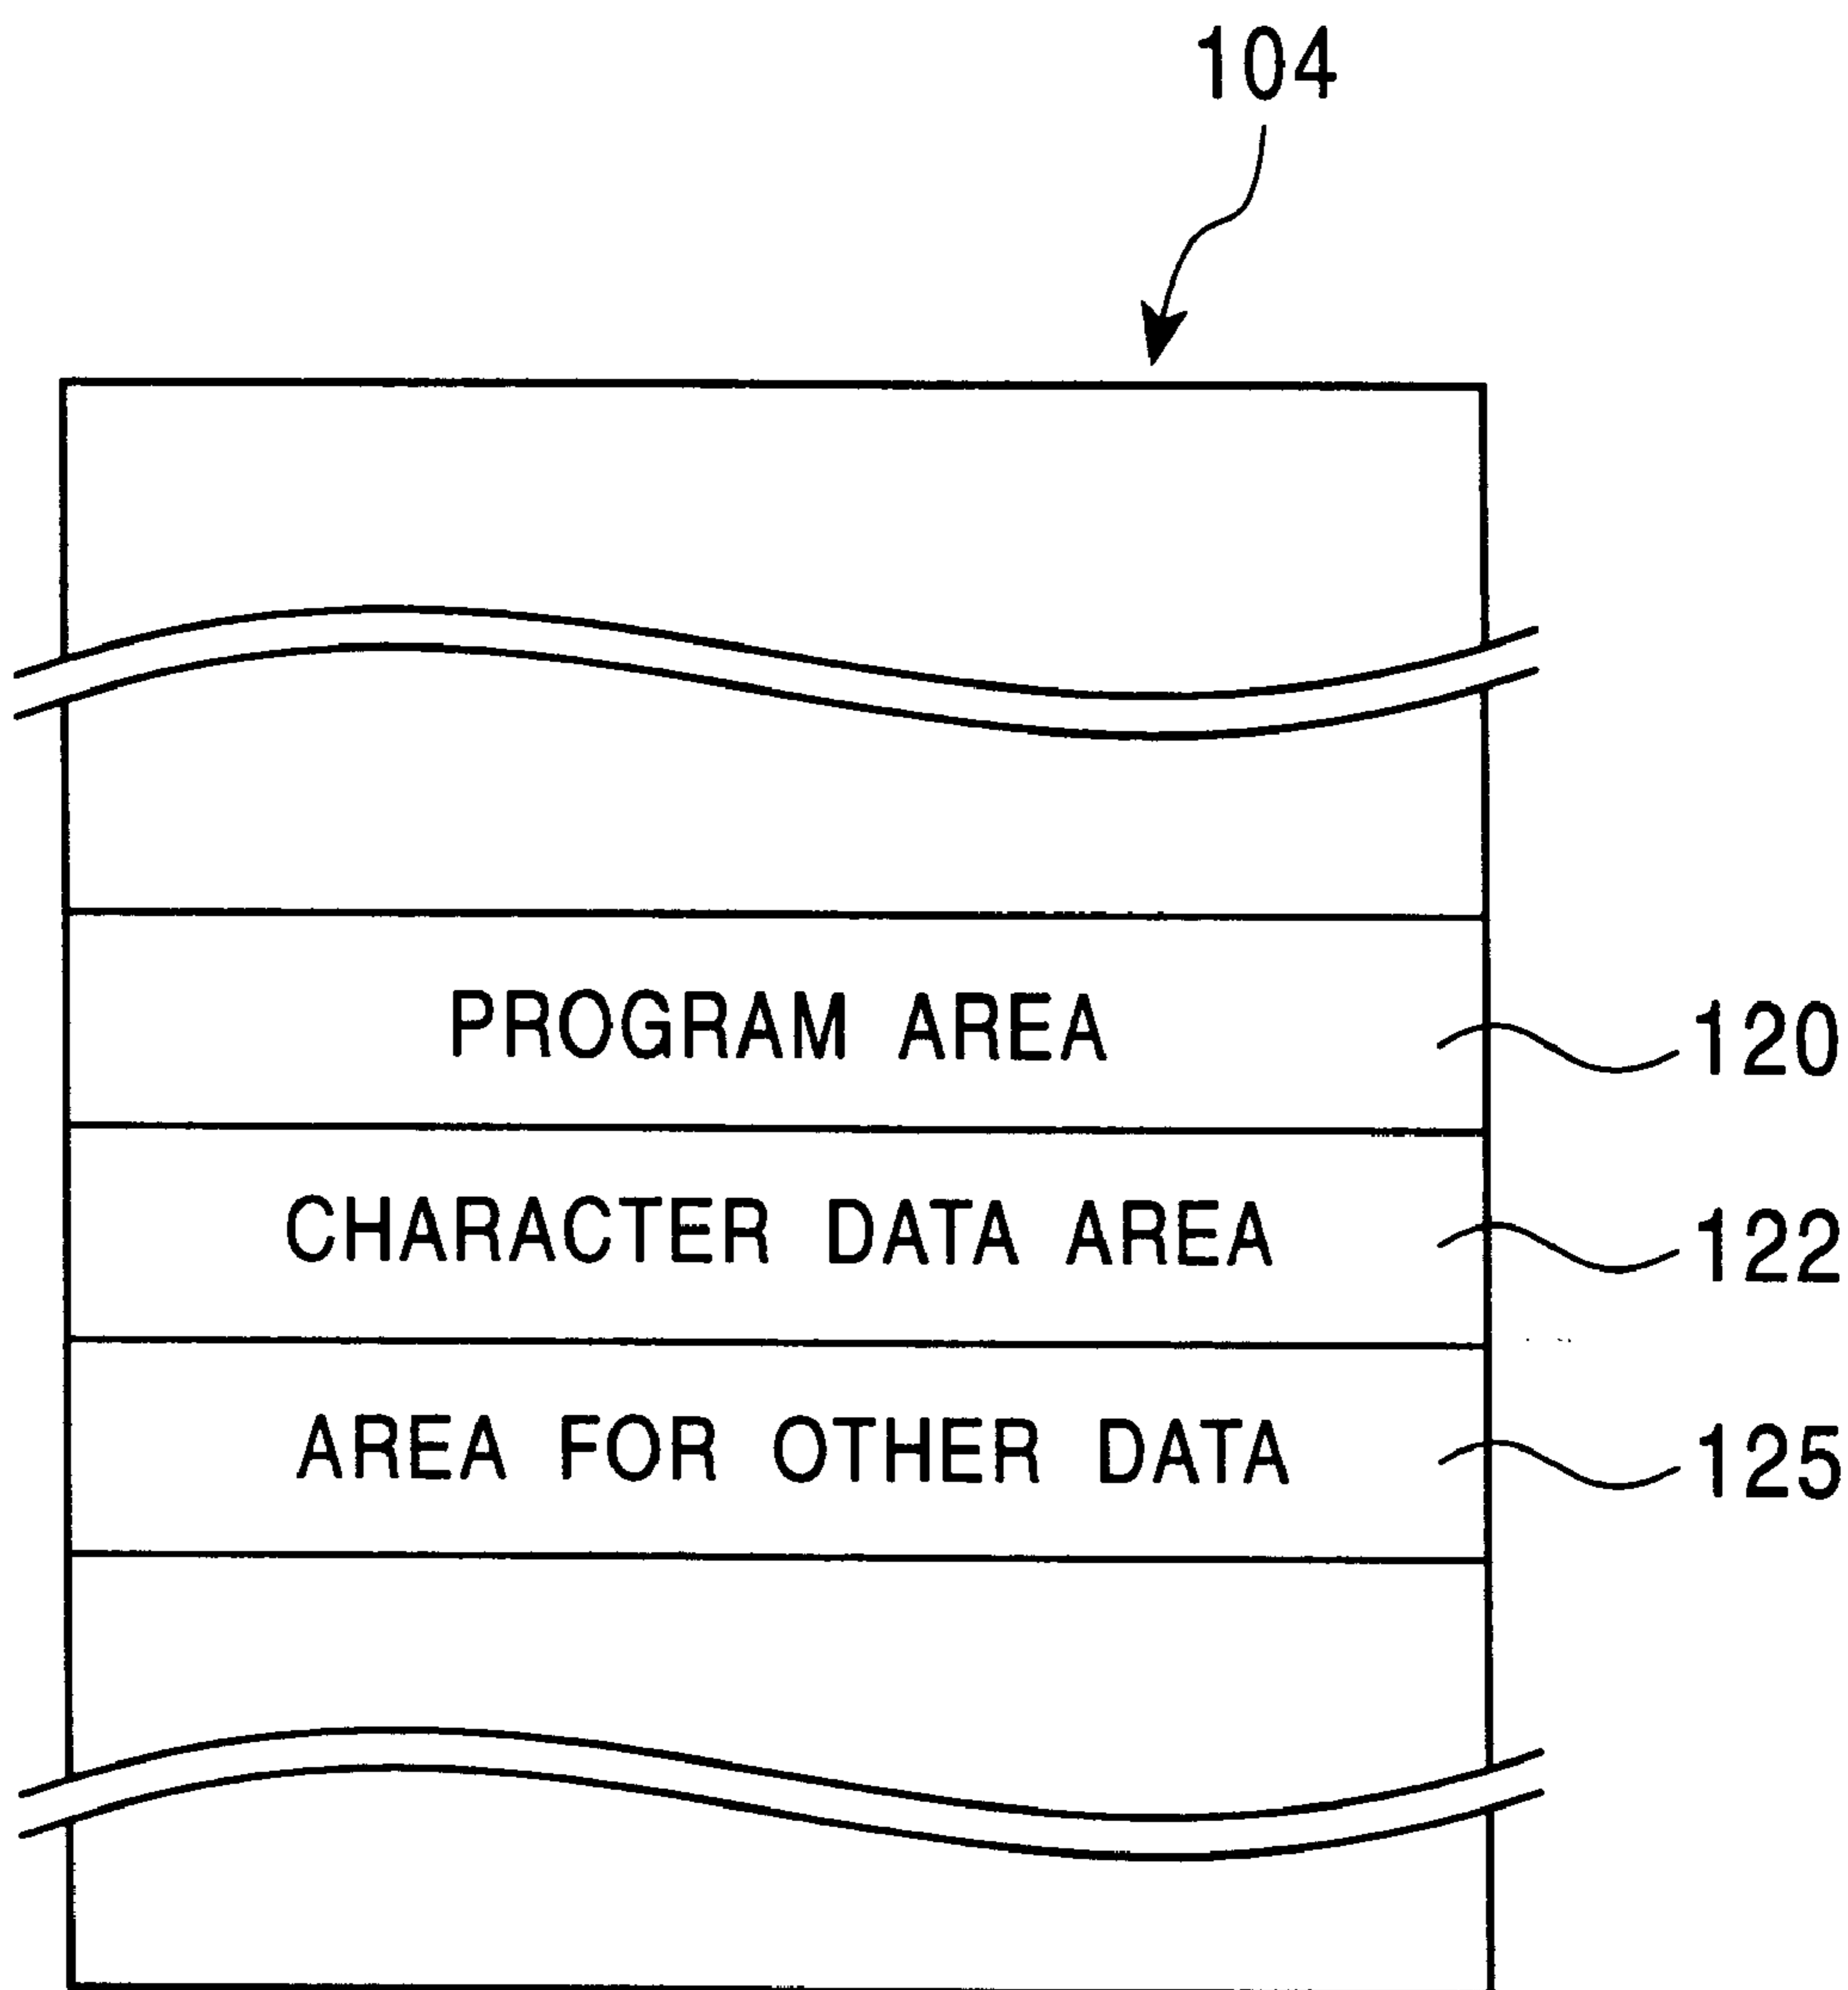 104
PROGRAM AREA 120
CHARACTER DATA AREA 122
AREA FOR OTHER DATA 125